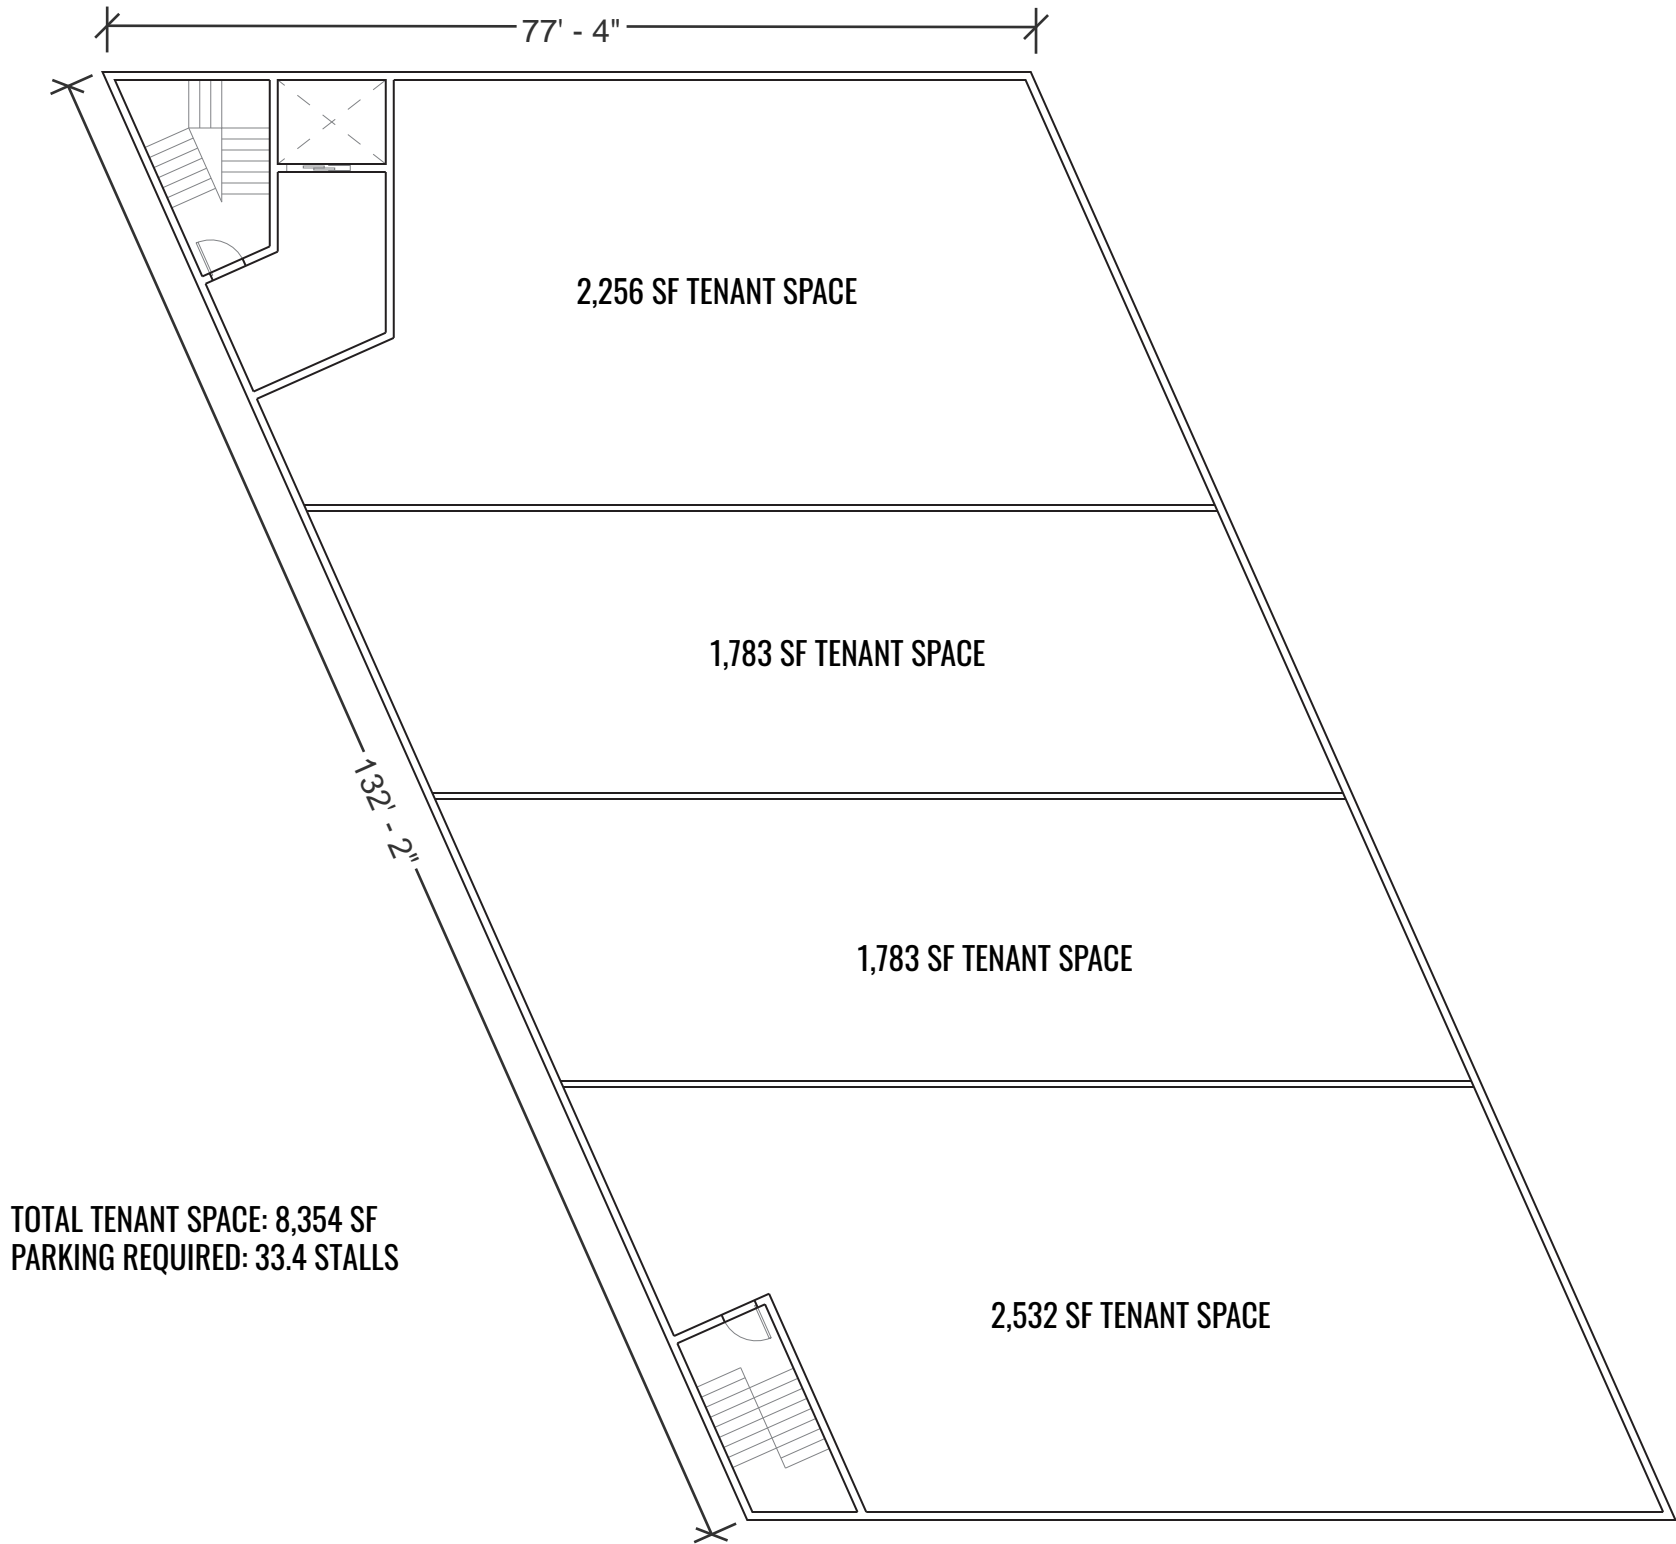 77' - 4"
2,256 SF TENANT SPACE
1,783 SF TENANT SPACE
132' - 2"
1,783 SF TENANT SPACE
TOTAL TENANT SPACE: 8,354 SF
PARKING REQUIRED: 33.4 STALLS
2,532 SF TENANT SPACE